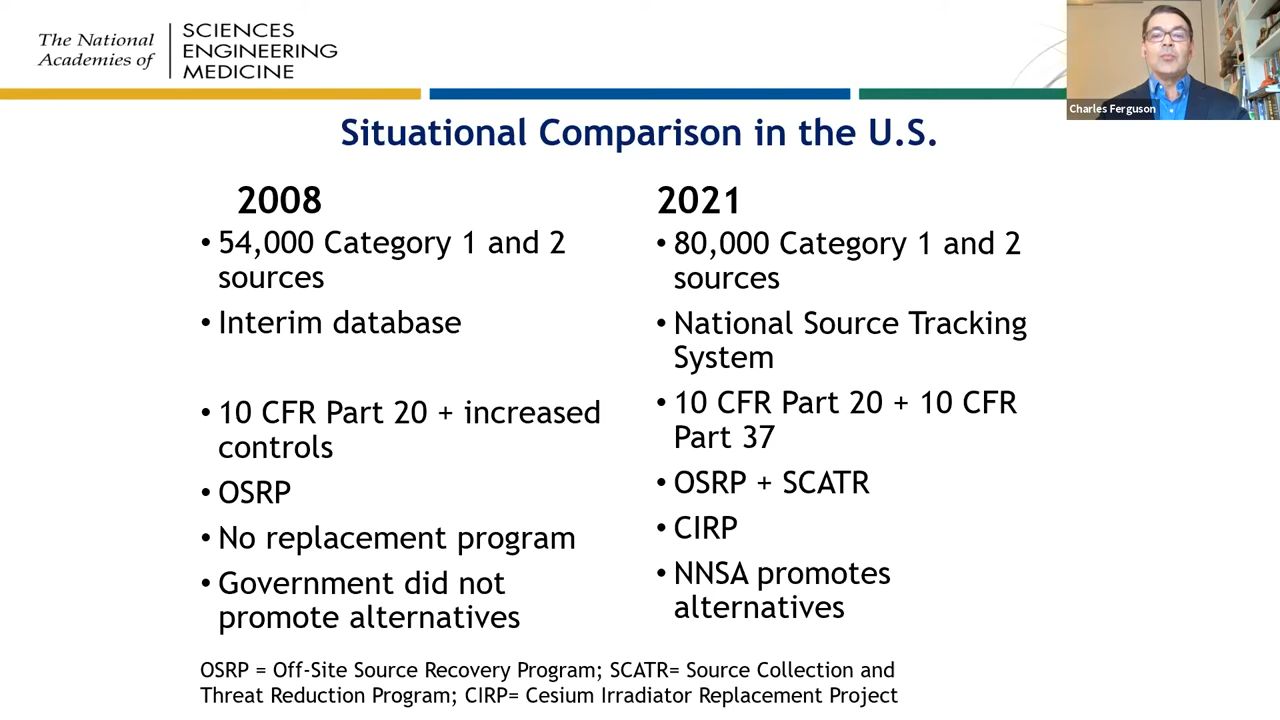 The National
Academies of
SCIENCES
ENGINEERING
MEDICINE
Charles Ferguson
Situational Comparison in the U.S.
2008
• 54,000 Category 1 and 2
sources
• Interim database
• 10 CFR Part 20 + increased
controls
• OSRP
• No replacement program
• Government did not
promote alternatives
2021
• 80,000 Category 1 and 2
sources
• National Source Tracking
System
• 10 CFR Part 20 + 10 CFR
Part 37
• OSRP + SCATR
• CIRP
• NNSA promotes
alternatives
OSRP = Off-Site Source Recovery Program; SCATR= Source Collection and
Threat Reduction Program; CIRP= Cesium Irradiator Replacement Project